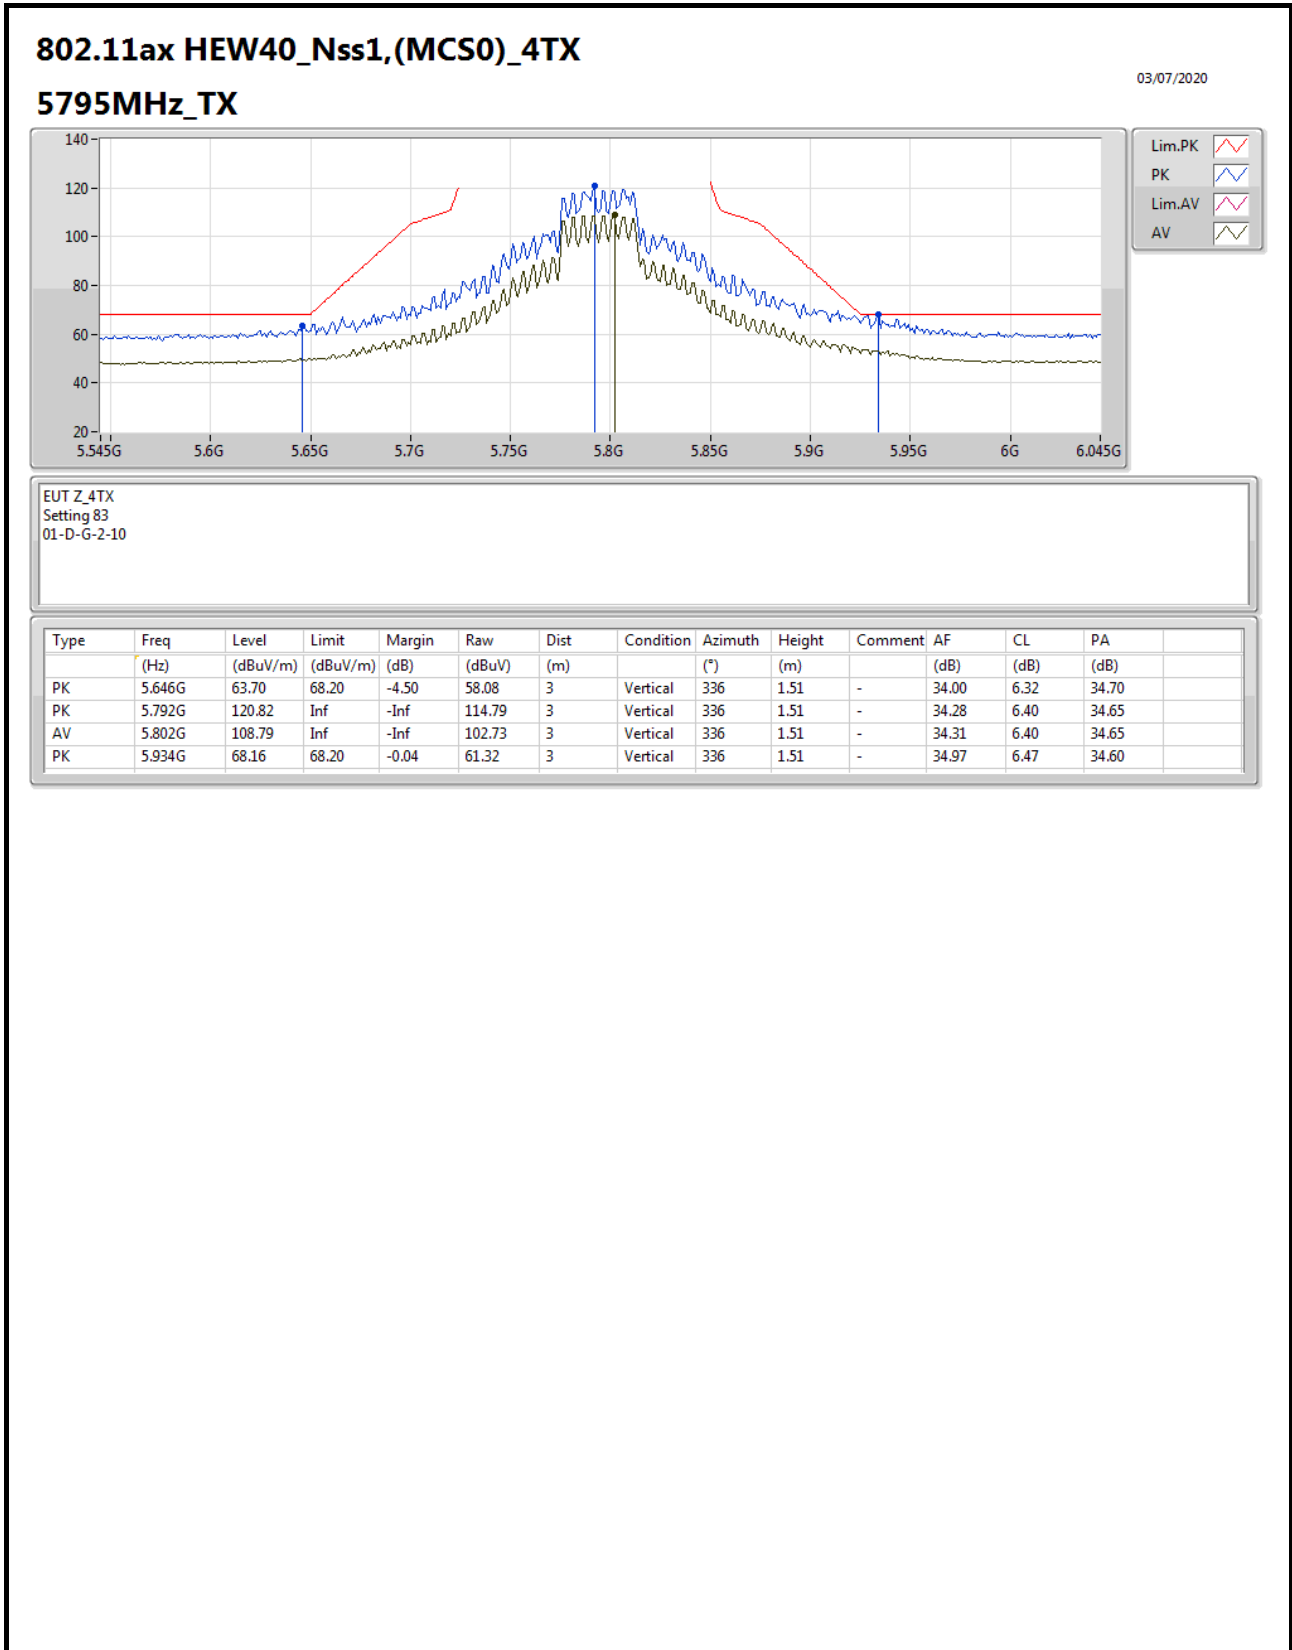 802.11ax HEW40_Nss1,(MCS0)_4TX
03/07/2020
5795MHz_TX
140
120
100
80
60
40
20
5.545G 5.6G 5.65G 5.7G 5.75G 5.8G 5.85G 5.9G 5.95G 6G 6.045G
Lim.PK
PK
Lim.AV
AV
EUT Z_4TX
Setting 83
01-D-G-2-10
Type Freq Level Limit Margin Raw Dist Condition Azimuth Height Comment AF CL PA
(Hz) (dBuV/m) (dBuV/m) (dB) (dBuV) (m) (°) (m) (dB) (dB) (dB)
PK 5.646G 63.70 68.20 -4.50 58.08 3 Vertical 336 1.51 - 34.00 6.32 34.70
PK 5.792G 120.82 Inf -Inf 114.79 3 Vertical 336 1.51 - 34.28 6.40 34.65
AV 5.802G 108.79 Inf -Inf 102.73 3 Vertical 336 1.51 - 34.31 6.40 34.65
PK 5.934G 68.16 68.20 -0.04 61.32 3 Vertical 336 1.51 - 34.97 6.47 34.60